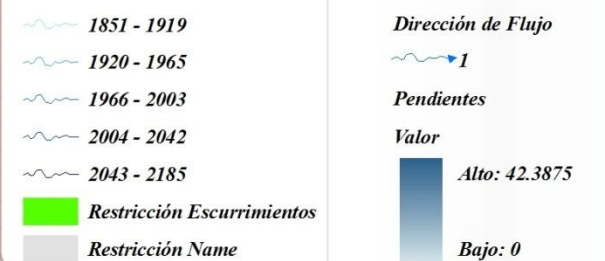 1851 - 1919
1920 - 1965
1966 - 2003
2004 - 2042
2043 - 2185
Restricción Escurrimientos
Restricción Name
Dirección de Flujo
1
Pendientes
Valor
Alto: 42.3875
Bajo: 0